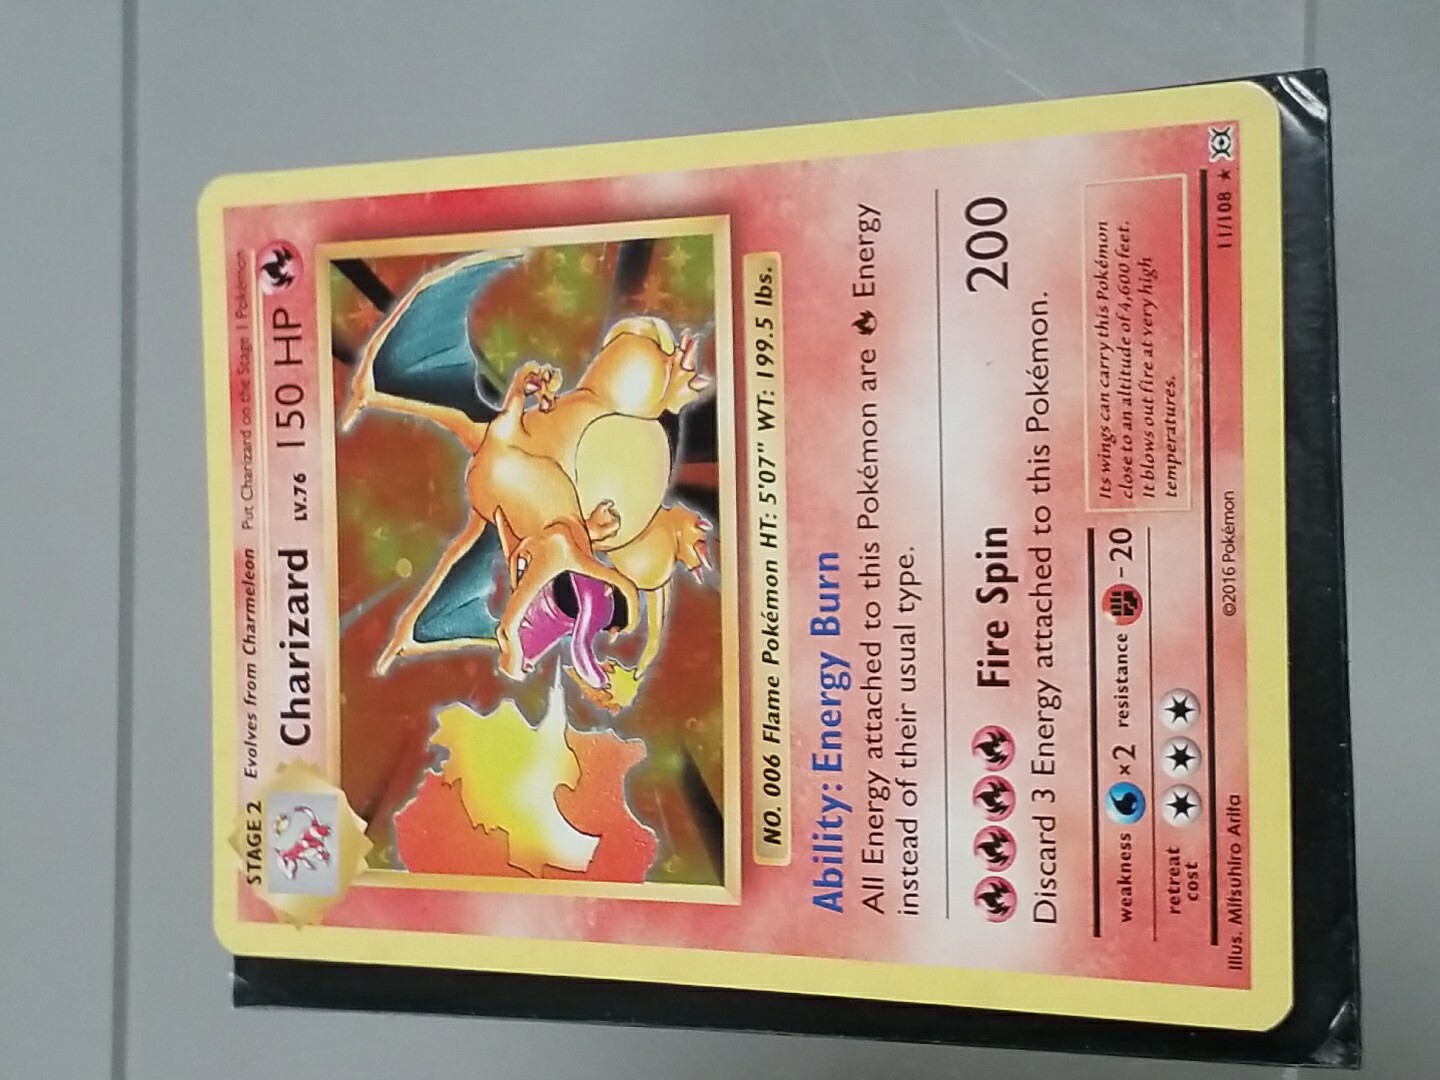 STAGE 2 Evolves from Charmeleon Put Charizard on the Stage 1 Pokémon
Charizard LV.76 150 HP
NO. 006 Flame Pokémon HT: 5'07" WT: 199.5 lbs.
Ability: Energy Burn
All Energy attached to this Pokémon are Energy
instead of their usual type.
Fire Spin 200
Discard 3 Energy attached to this Pokémon.
weakness ×2 resistance -20
retreat
cost
Its wings can carry this Pokémon
close to an altitude of 4,600 feet.
It blows out fire at very high
temperatures.
Illus. Mitsuhiro Arita ©2016 Pokémon 11/108 ★